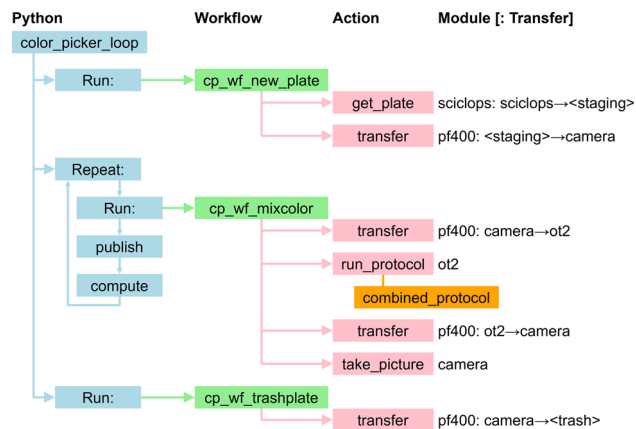 Python Workflow Action Module [: Transfer]
color_picker_loop
Run: cp_wf_new_plate
get_plate sciclops: sciclops→<staging>
transfer pf400: <staging>→camera
Repeat:
Run: cp_wf_mixcolor
transfer pf400: camera→ot2
publish
run_protocol ot2
compute
combined_protocol
transfer pf400: ot2→camera
take_picture camera
Run: cp_wf_trashplate
transfer pf400: camera→<trash>